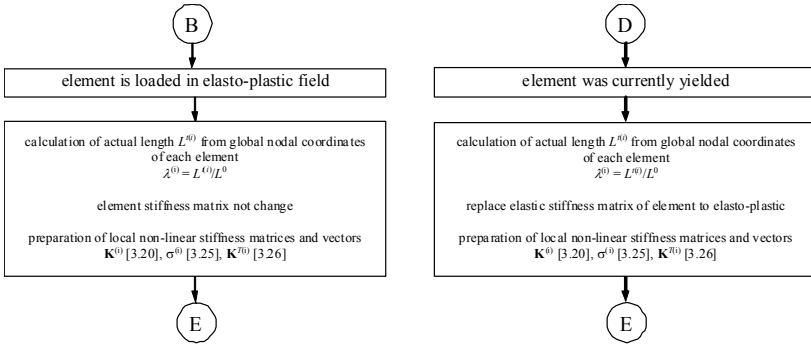 B
element is loaded in elasto-plastic field
calculation of actual length L^t(i) from global nodal coordinates
of each element
λ^(i) = L^t(i)/L^0
element stiffness matrix not change
preparation of local non-linear stiffness matrices and vectors
K^(i) [3.20], σ^(i) [3.25], K^T(i) [3.26]
E
D
element was currently yielded
calculation of actual length L^t(i) from global nodal coordinates
of each element
λ^(i) = L^t(i)/L^0
replace elastic stiffness matrix of element to elasto-plastic
preparation of local non-linear stiffness matrices and vectors
K^(i) [3.20], σ^(i) [3.25], K^T(i) [3.26]
E